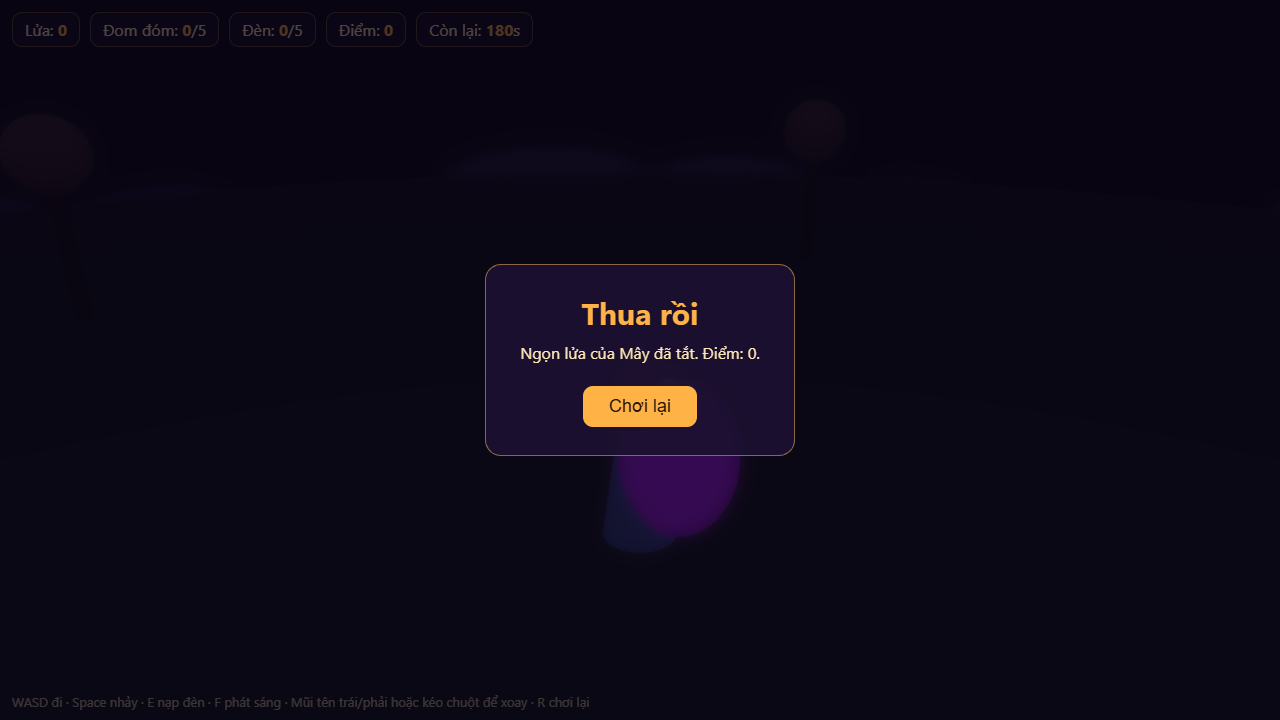 Lửa: 0 Đom đóm: 0/5 Đèn: 0/5 Điểm: 0 Còn lại: 180s
Thua rồi
Ngọn lửa của Mây đã tắt. Điểm: 0.
Chơi lại
WASD đi · Space nhảy · E nạp đèn · F phát sáng · Mũi tên trái/phải hoặc kéo chuột để xoay · R chơi lại